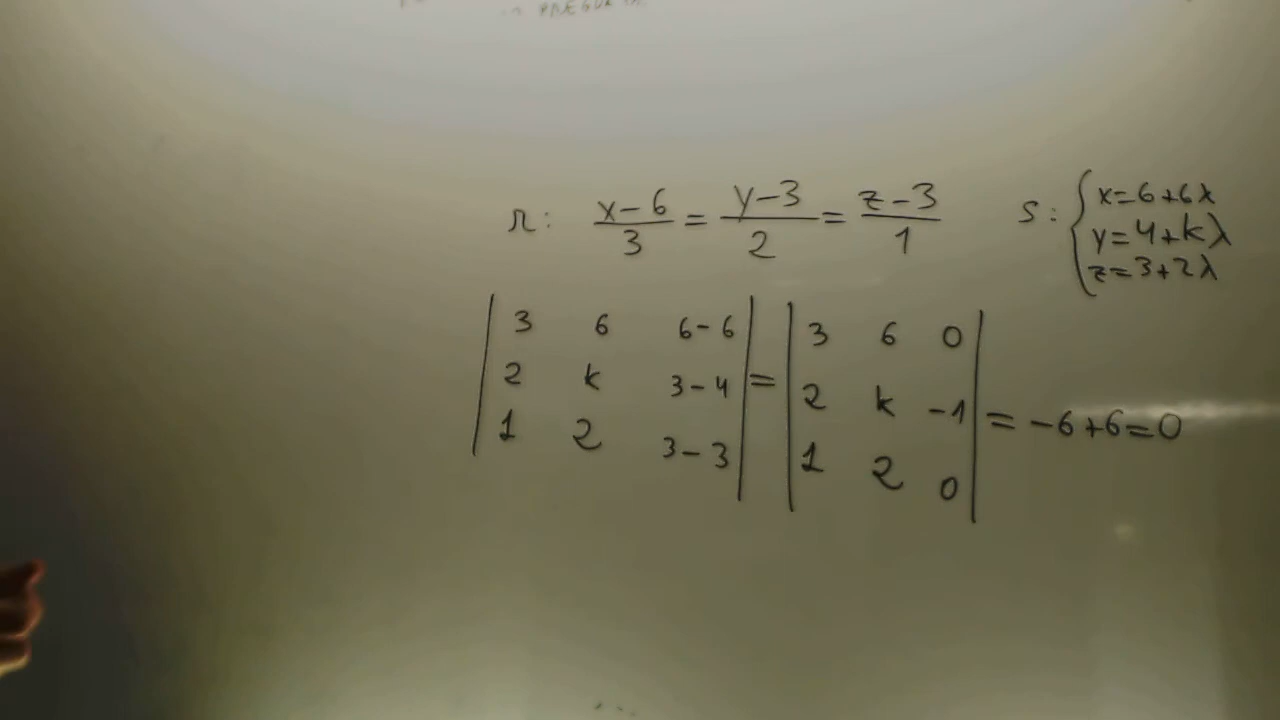 r: x-6/3 = y-3/2 = z-3/1 s: { x=6+6λ
y=4+kλ
z=3+2λ
| 3 6 6-6 | = | 3 6 0 |
| 2 k 3-4 | = | 2 k -1 | = -6+6=0
| 1 2 3-3 | | 1 2 0 |